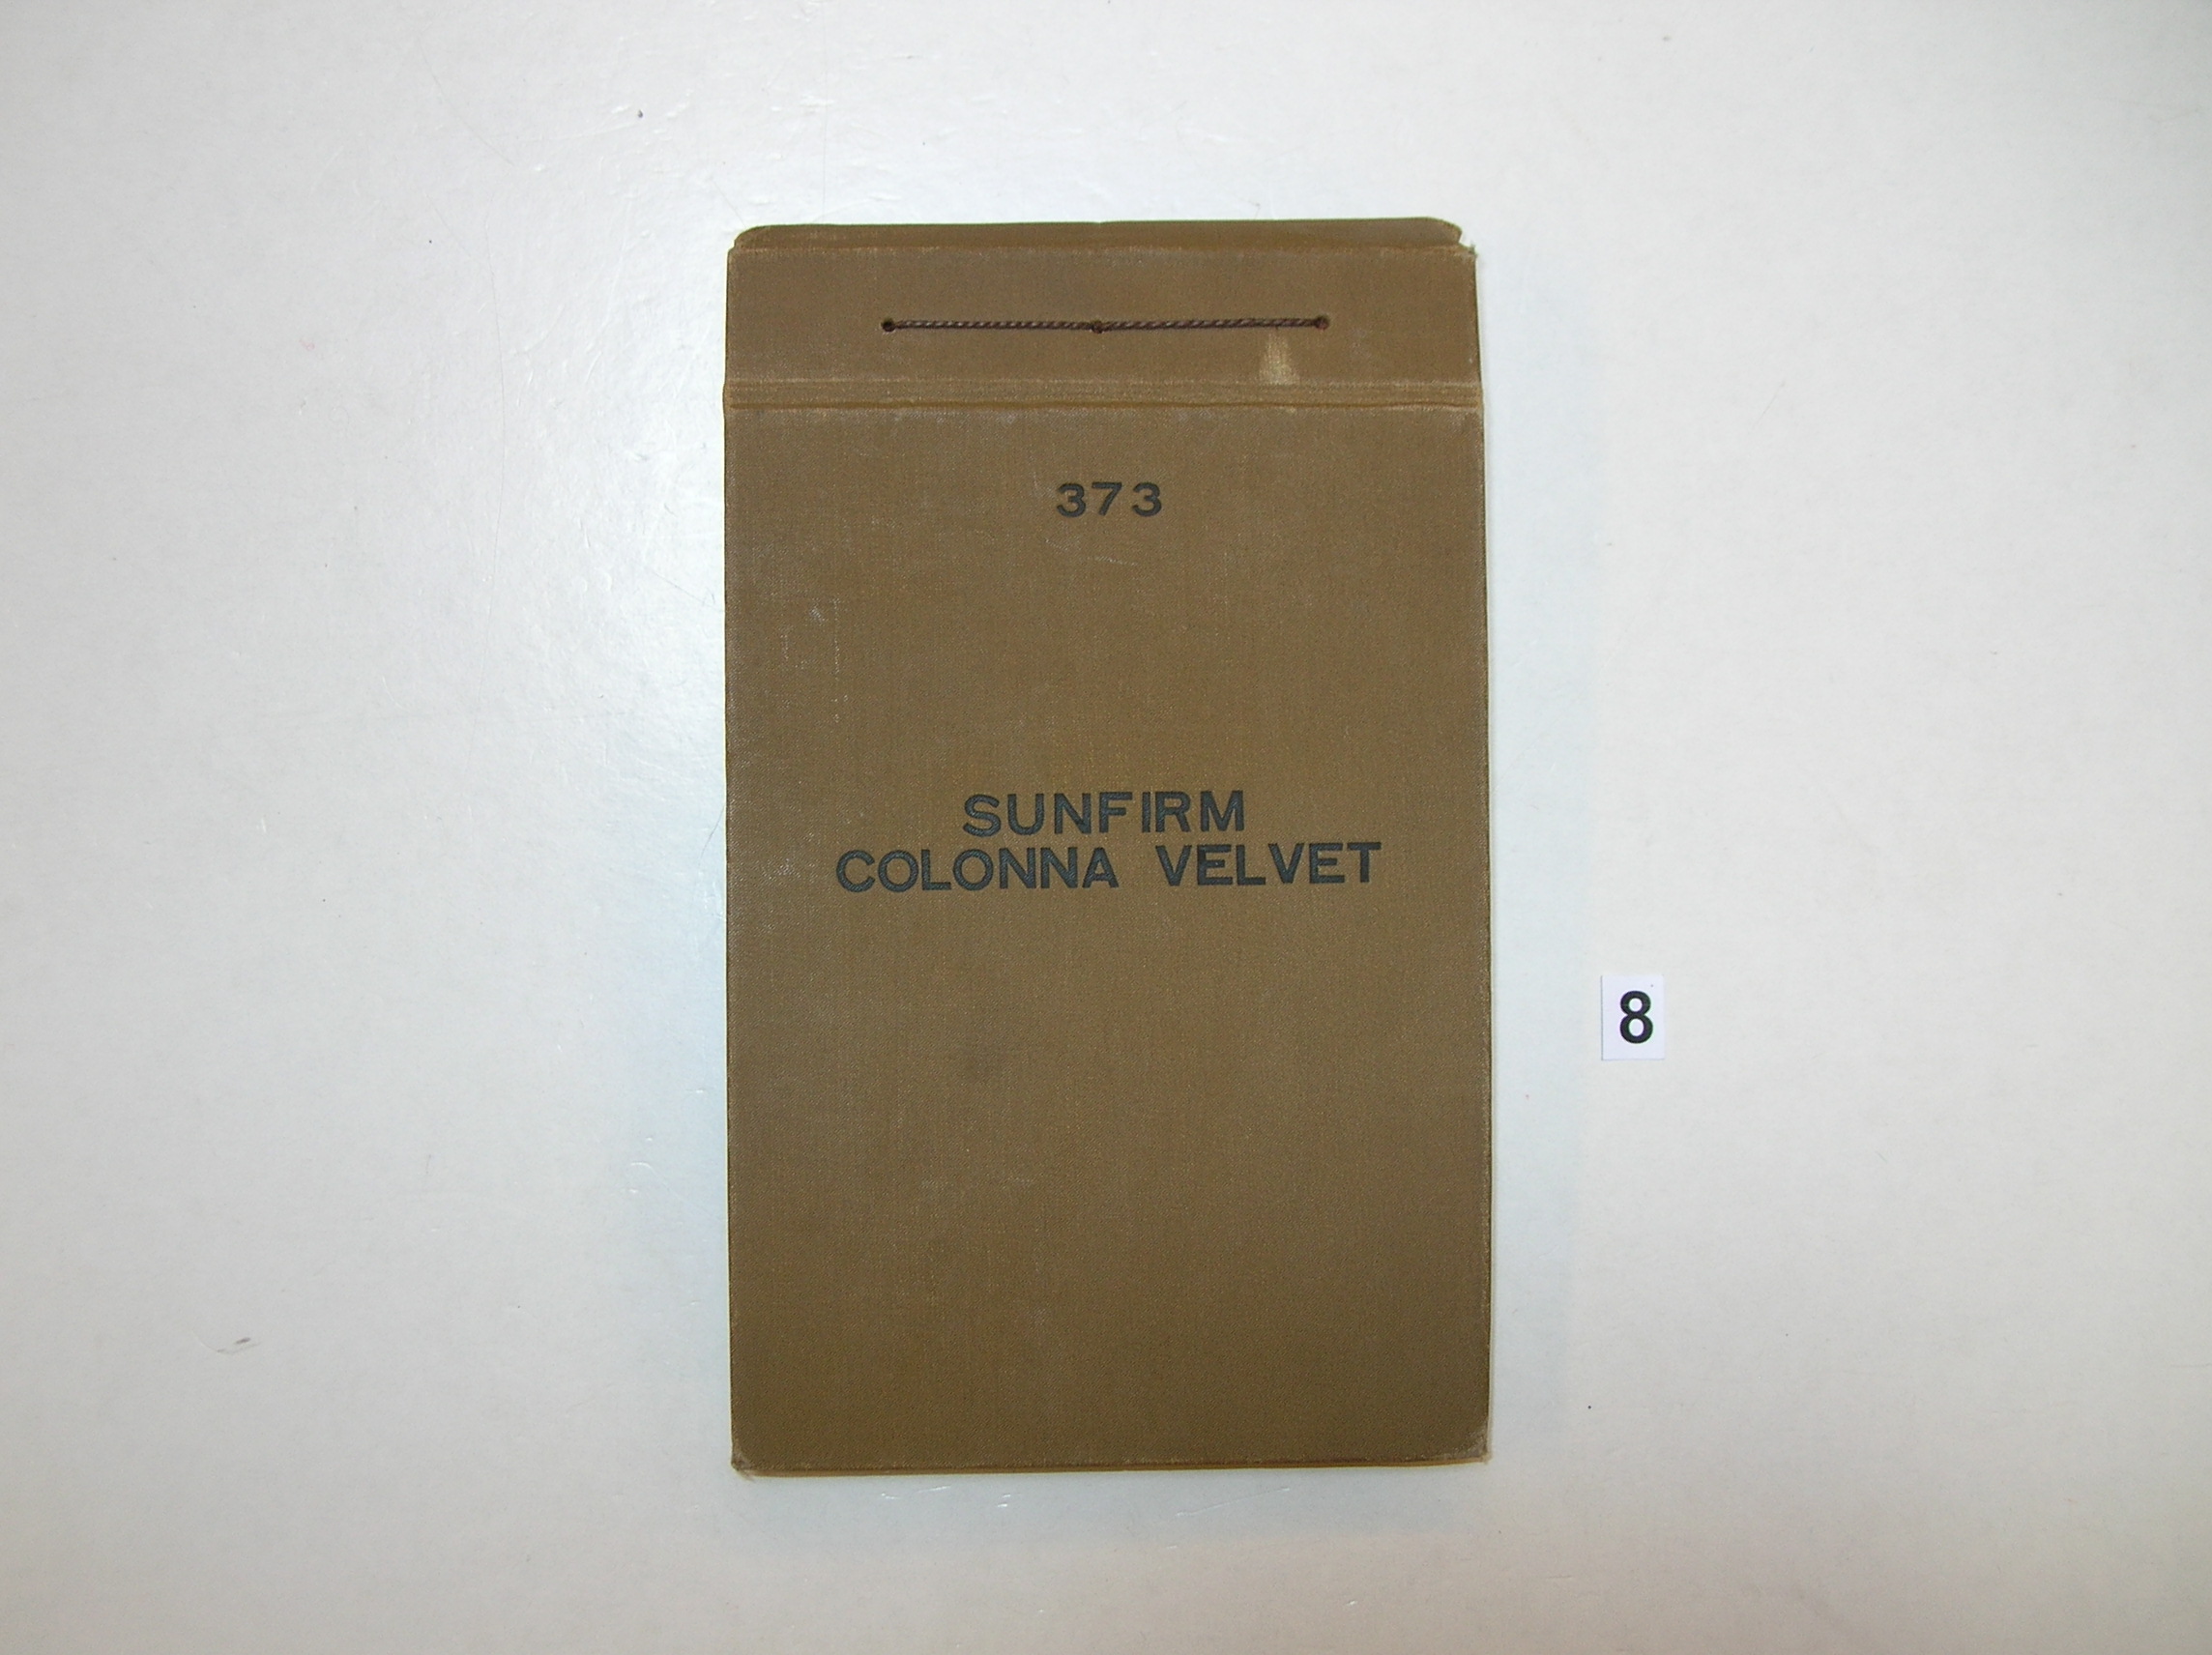 373
SUNFIRM
COLONNA VELVET
8